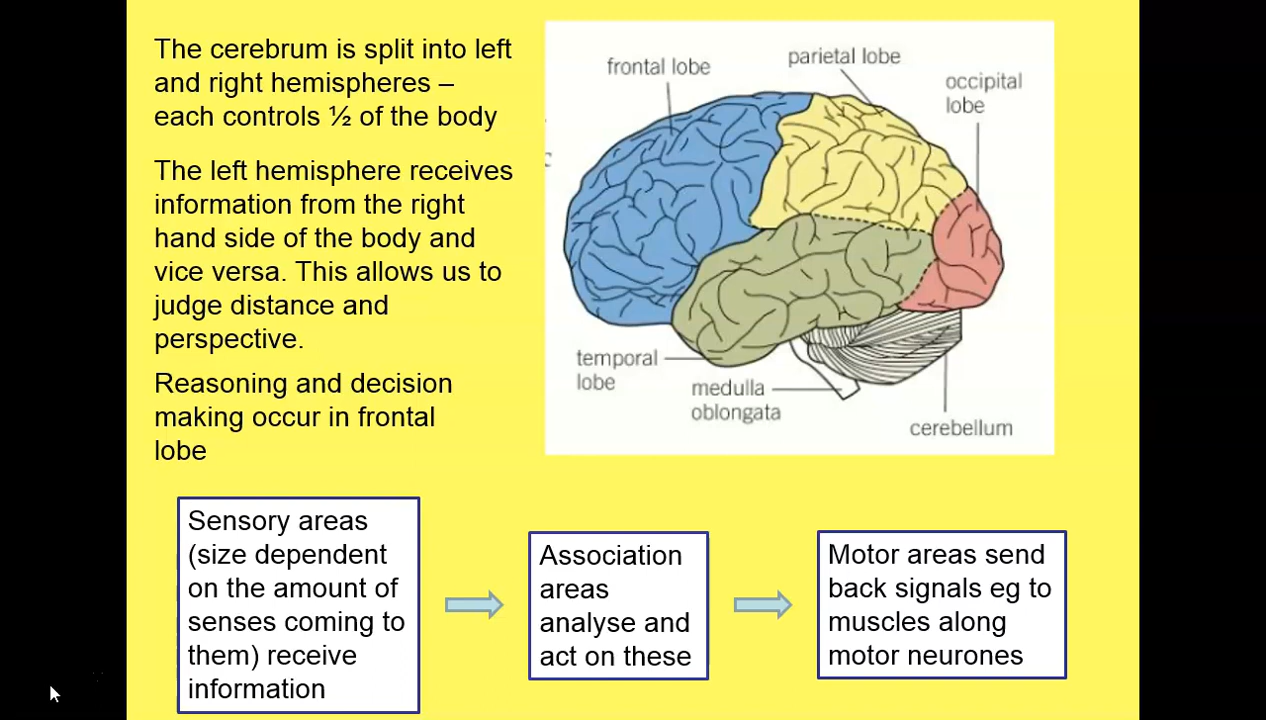 The cerebrum is split into left
and right hemispheres –
each controls ½ of the body
The left hemisphere receives
information from the right
hand side of the body and
vice versa. This allows us to
judge distance and
perspective.
Reasoning and decision
making occur in frontal
lobe
frontal lobe
parietal lobe
occipital
lobe
temporal
lobe
medulla
oblongata
cerebellum
Sensory areas
(size dependent
on the amount of
senses coming to
them) receive
information
Association
areas
analyse and
act on these
Motor areas send
back signals eg to
muscles along
motor neurones